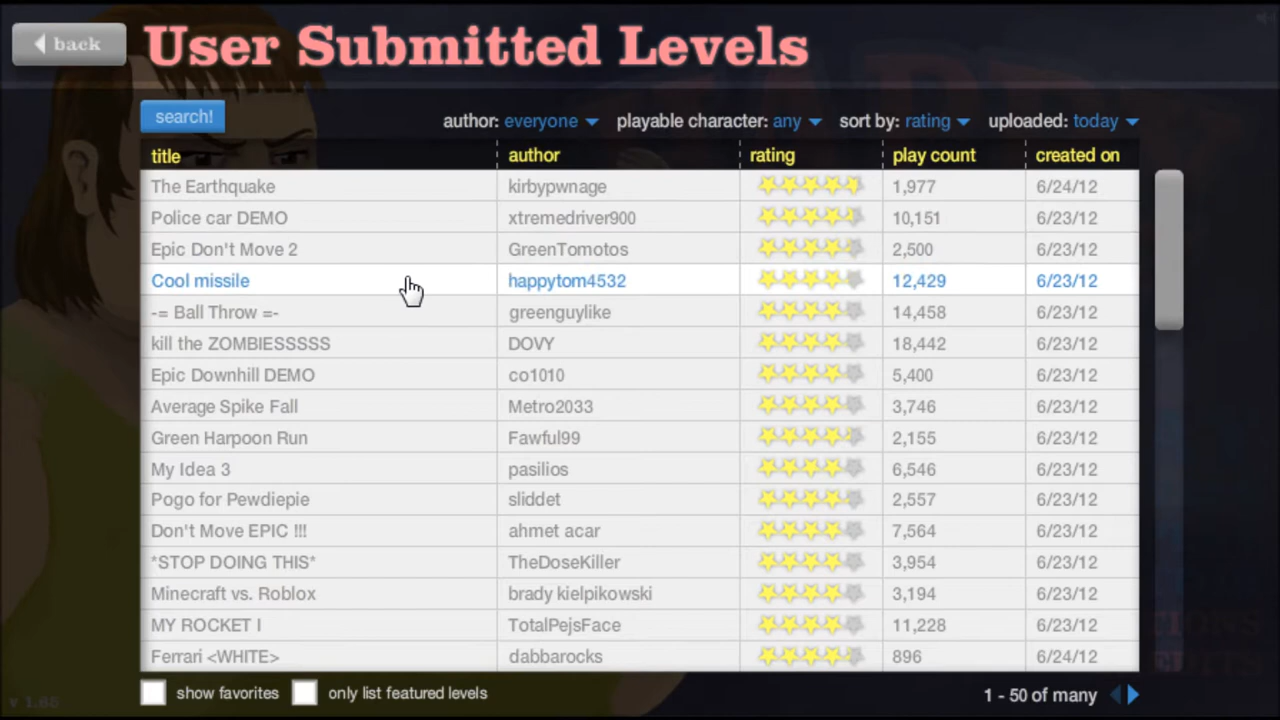 back
User Submitted Levels
search!
author: everyone playable character: any sort by: rating uploaded: today
title author rating play count created on
The Earthquake kirbypwnage 1,977 6/24/12
Police car DEMO xtremedriver900 10,151 6/23/12
Epic Don't Move 2 GreenTomotos 2,500 6/23/12
Cool missile happytom4532 12,429 6/23/12
-= Ball Throw =- greenguylike 14,458 6/23/12
kill the ZOMBIESSSSS DOVY 18,442 6/23/12
Epic Downhill DEMO co1010 5,400 6/23/12
Average Spike Fall Metro2033 3,746 6/23/12
Green Harpoon Run Fawful99 2,155 6/23/12
My Idea 3 pasilios 6,546 6/23/12
Pogo for Pewdiepie sliddet 2,557 6/23/12
Don't Move EPIC !!! ahmet acar 7,564 6/23/12
*STOP DOING THIS* TheDoseKiller 3,954 6/23/12
Minecraft vs. Roblox brady kielpikowski 3,194 6/23/12
MY ROCKET I TotalPejsFace 11,228 6/23/12
Ferrari <WHITE> dabbarocks 896 6/24/12
show favorites only list featured levels 1 - 50 of many